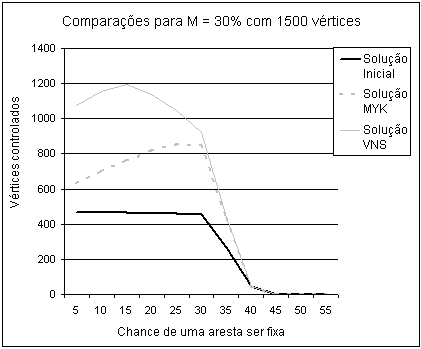 Comparações para M = 30% com 1500 vértices
Vértices controlados
1400
1200
1000
800
600
400
200
0
5 10 15 20 25 30 35 40 45 50 55
Chance de uma aresta ser fixa
Solução
Inicial
Solução
MYK
Solução
VNS